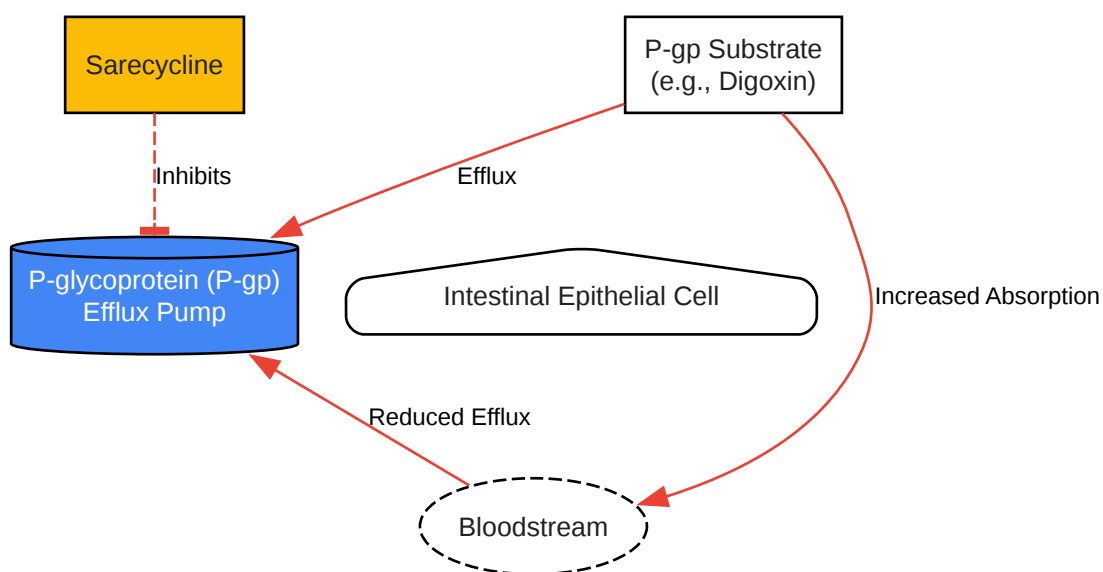 Sarecycline
P-gp Substrate
(e.g., Digoxin)
Inhibits
Efflux
P-glycoprotein (P-gp)
Efflux Pump
Intestinal Epithelial Cell
Increased Absorption
Reduced Efflux
Bloodstream